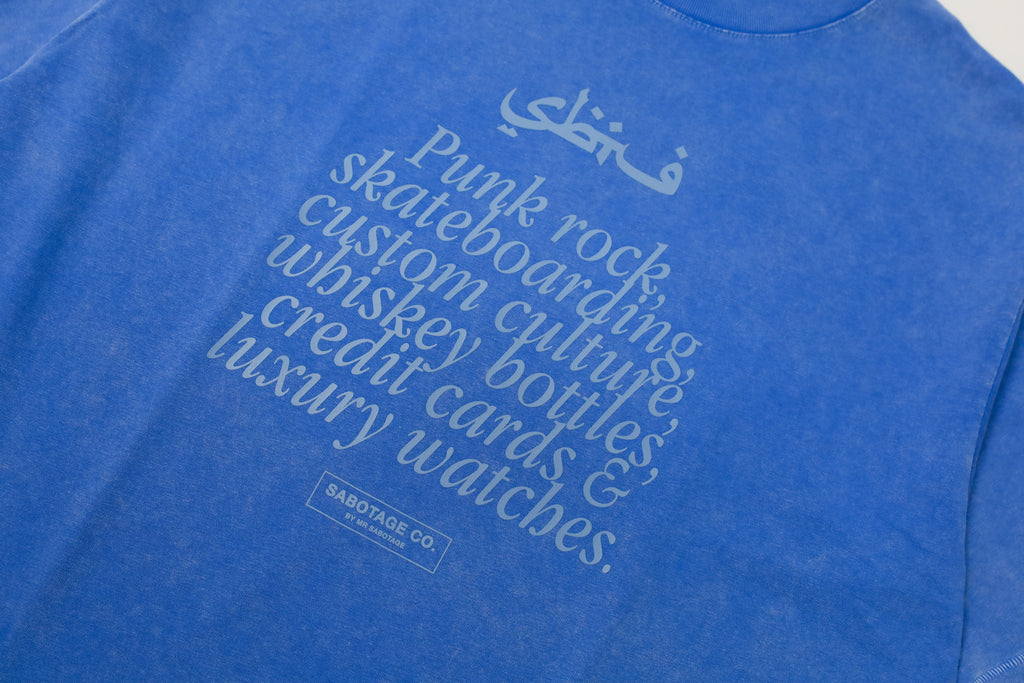 Punk rock,
skateboarding,
custom culture,
whiskey bottles,
credit cards &
luxury watches.
SABOTAGE CO.
BY MR SABOTAGE